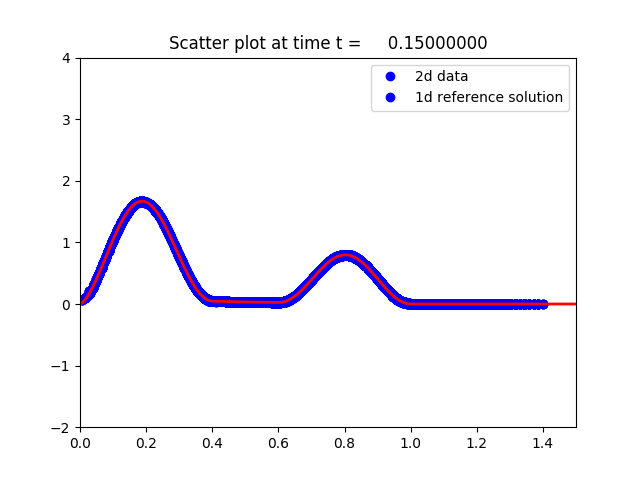 Scatter plot at time t =     0.15000000
2d data
1d reference solution
4
3
2
1
0
−1
−2
0.0 0.2 0.4 0.6 0.8 1.0 1.2 1.4